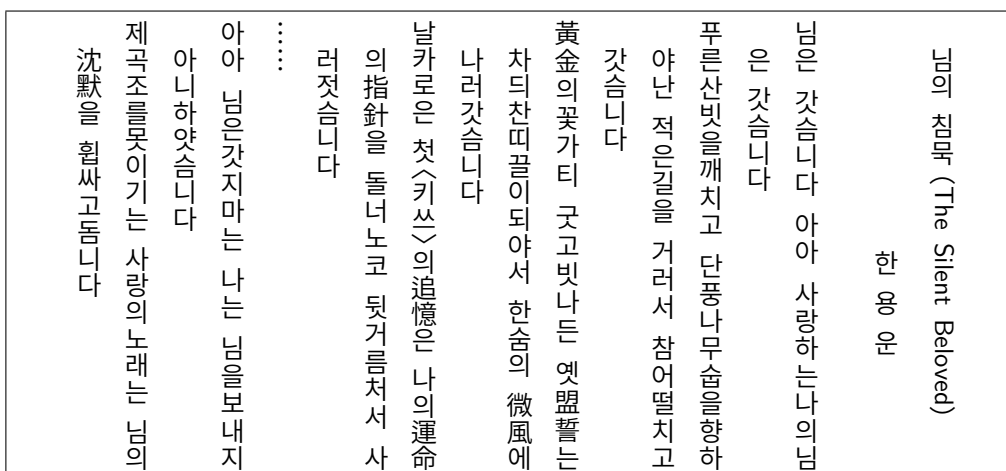 님의 침묵 (The Silent Beloved)
한 용 운
님은 갓슴니다 아아 사랑하는나의님
은 갓슴니다
푸른산빗을깨치고 단풍나무숩을향하
야난 적은길을 거러서 참어떨치고
갓슴니다
黃金의꽃가티 굿고빗나든 옛盟誓는
차듸찬띠끌이되야서 한숨의 微風에
나러갓슴니다
날카로은 첫〈키쓰〉의追憶은 나의運命
의指針을 돌너노코 뒷거름처서 사
러젓슴니다
……
아아 님은갓지마는 나는 님을보내지
아니하얏슴니다
제곡조를못이기는 사랑의노래는 님의
沈默을 휩싸고돔니다